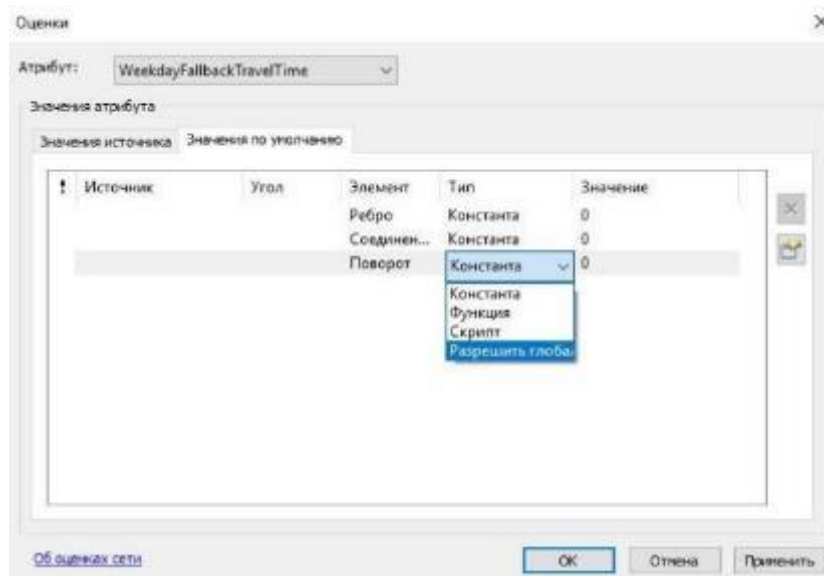 Оценки
Атрибут: WeekdayFallbackTravelTime
Значения атрибута
Значения источника Значения по умолчанию
! Источник Угол Элемент Тип Значение
Ребро Константа 0
Соединен... Константа 0
Поворот Константа 0
Константа
Функция
Скрипт
Разрешить глоба
Об оценках сети OK Отмена Применить